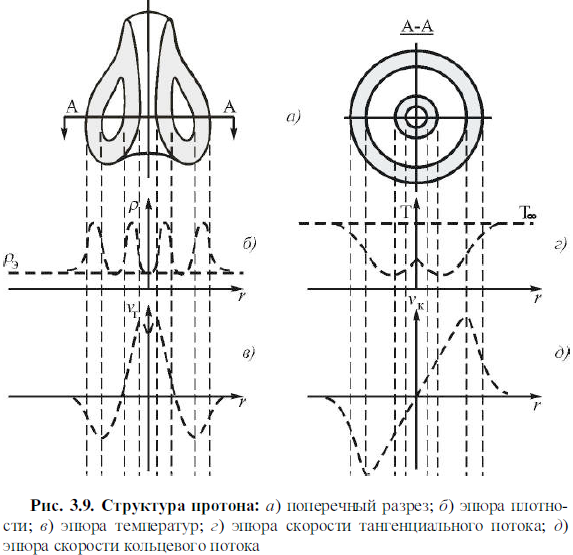 A-A
A
A
а)
ρ
T
T∞
ρэ
б)
г)
r
r
vт
vк
в)
д)
r
r
Рис. 3.9. Структура протона: а) поперечный разрез; б) эпюра плотно-
сти; в) эпюра температур; г) эпюра скорости тангенциального потока; д)
эпюра скорости кольцевого потока